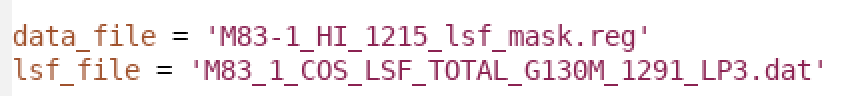 data_file = 'M83-1_HI_1215_lsf_mask.reg'
lsf_file = 'M83_1_COS_LSF_TOTAL_G130M_1291_LP3.dat'